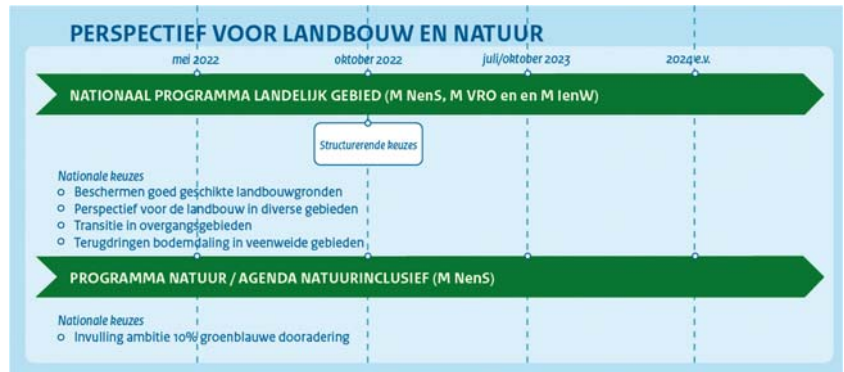 PERSPECTIEF VOOR LANDBOUW EN NATUUR
mei 2022
oktober 2022
juli/oktober 2023
2024 e.v.
NATIONAAL PROGRAMMA LANDELIJK GEBIED (M NenS, M VRO en en M IenW)
Structurerende keuzes
Nationale keuzes
Beschermen goed geschikte landbouwgronden
Perspectief voor de landbouw in diverse gebieden
Transitie in overgangsgebieden
Terugdringen bodemdaling in veenweide gebieden
PROGRAMMA NATUUR / AGENDA NATUURINCLUSIEF (M NenS)
Nationale keuzes
Invulling ambitie 10% groenblauwe dooradering